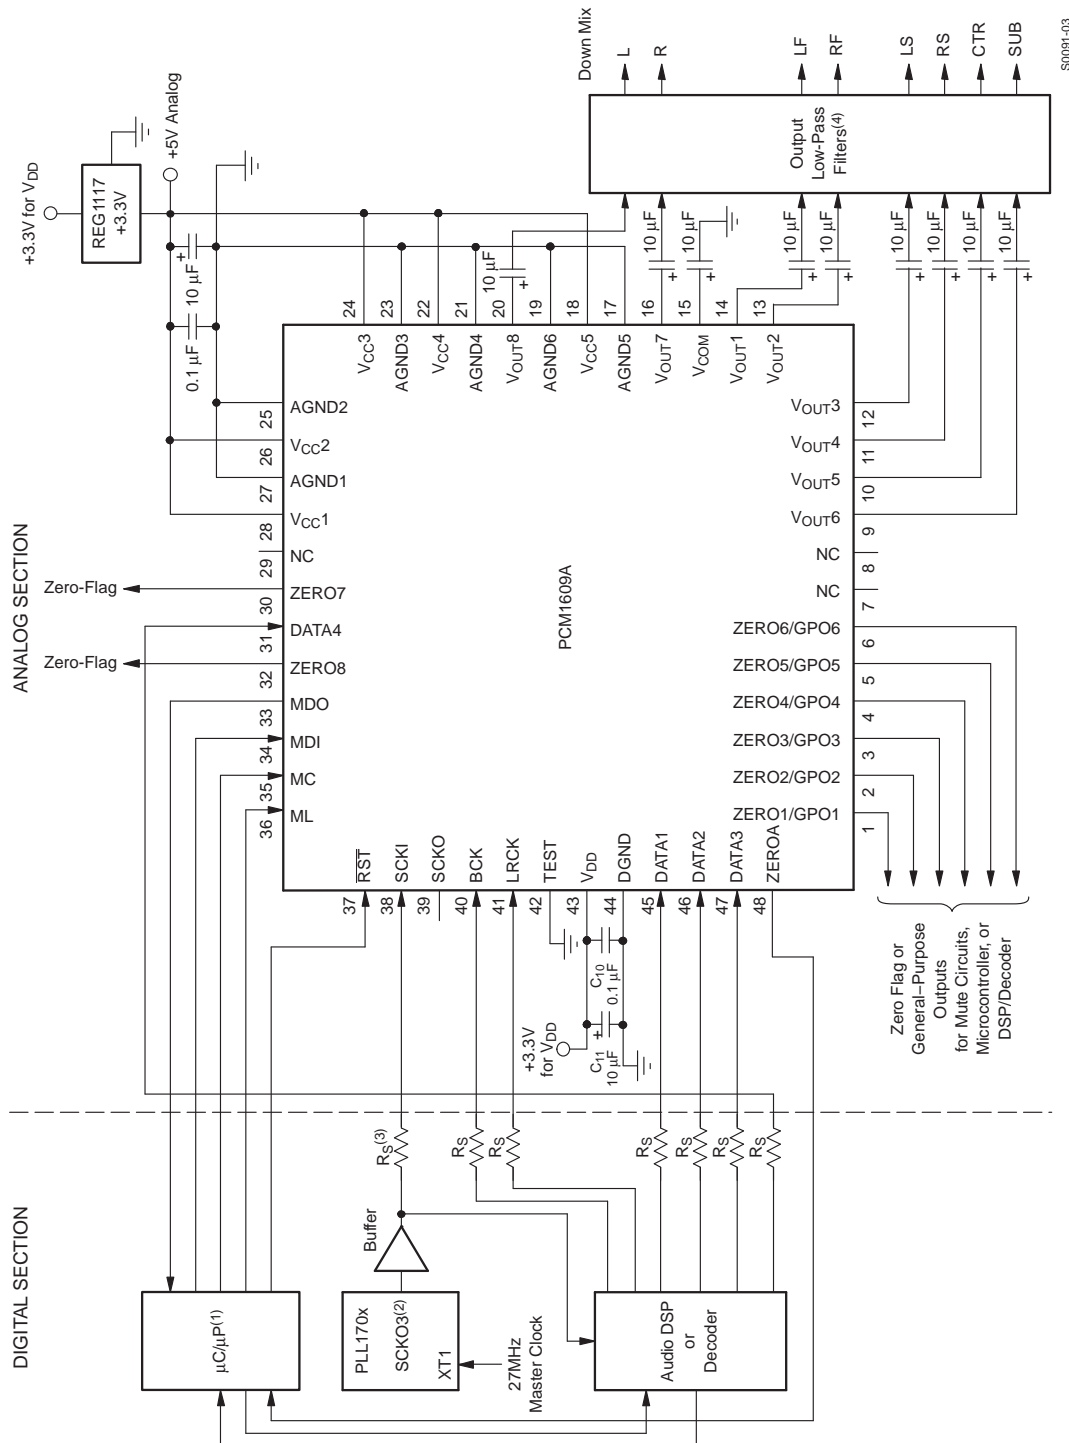 DIGITAL SECTION
ANALOG SECTION
μC/μP(1)
PLL170x
SCKO3(2)
XT1
27MHz
Master Clock
Buffer
Audio DSP
or
Decoder
RS(3)
RS
RS
RS
RS
RS
RS
+3.3V
for VDD
C11
10 μF
+
C10
0.1 μF
PCM1609A
37
RST
38
SCKI
39
SCKO
40
BCK
41
LRCK
42
TEST
43
VDD
44
DGND
45
DATA1
46
DATA2
47
DATA3
48
ZEROA
36
ML
35
MC
34
MDI
33
MDO
32
ZERO8
31
DATA4
30
ZERO7
29
NC
28
VCC1
27
AGND1
26
VCC2
25
AGND2
Zero-Flag
Zero-Flag
24
VCC3
23
AGND3
22
VCC4
21
AGND4
20
VOUT8
19
AGND6
18
VCC5
17
AGND5
16
VOUT7
15
VCOM
14
VOUT1
13
VOUT2
12
VOUT3
11
VOUT4
10
VOUT5
9
VOUT6
8
NC
7
NC
6
ZERO6/GPO6
5
ZERO5/GPO5
4
ZERO4/GPO4
3
ZERO3/GPO3
2
ZERO2/GPO2
1
ZERO1/GPO1
Zero Flag or
General–Purpose
Outputs
for Mute Circuits,
Microcontroller, or
DSP/Decoder
0.1 μF
10 μF
+
+3.3V for VDD
REG1117
+3.3V
+5V Analog
10 μF
+
10 μF
+
10 μF
+
10 μF
+
10 μF
+
10 μF
+
10 μF
+
10 μF
+
10 μF
+
Output
Low-Pass
Filters(4)
Down Mix
L
R
LF
RF
LS
RS
CTR
SUB
S0091-03